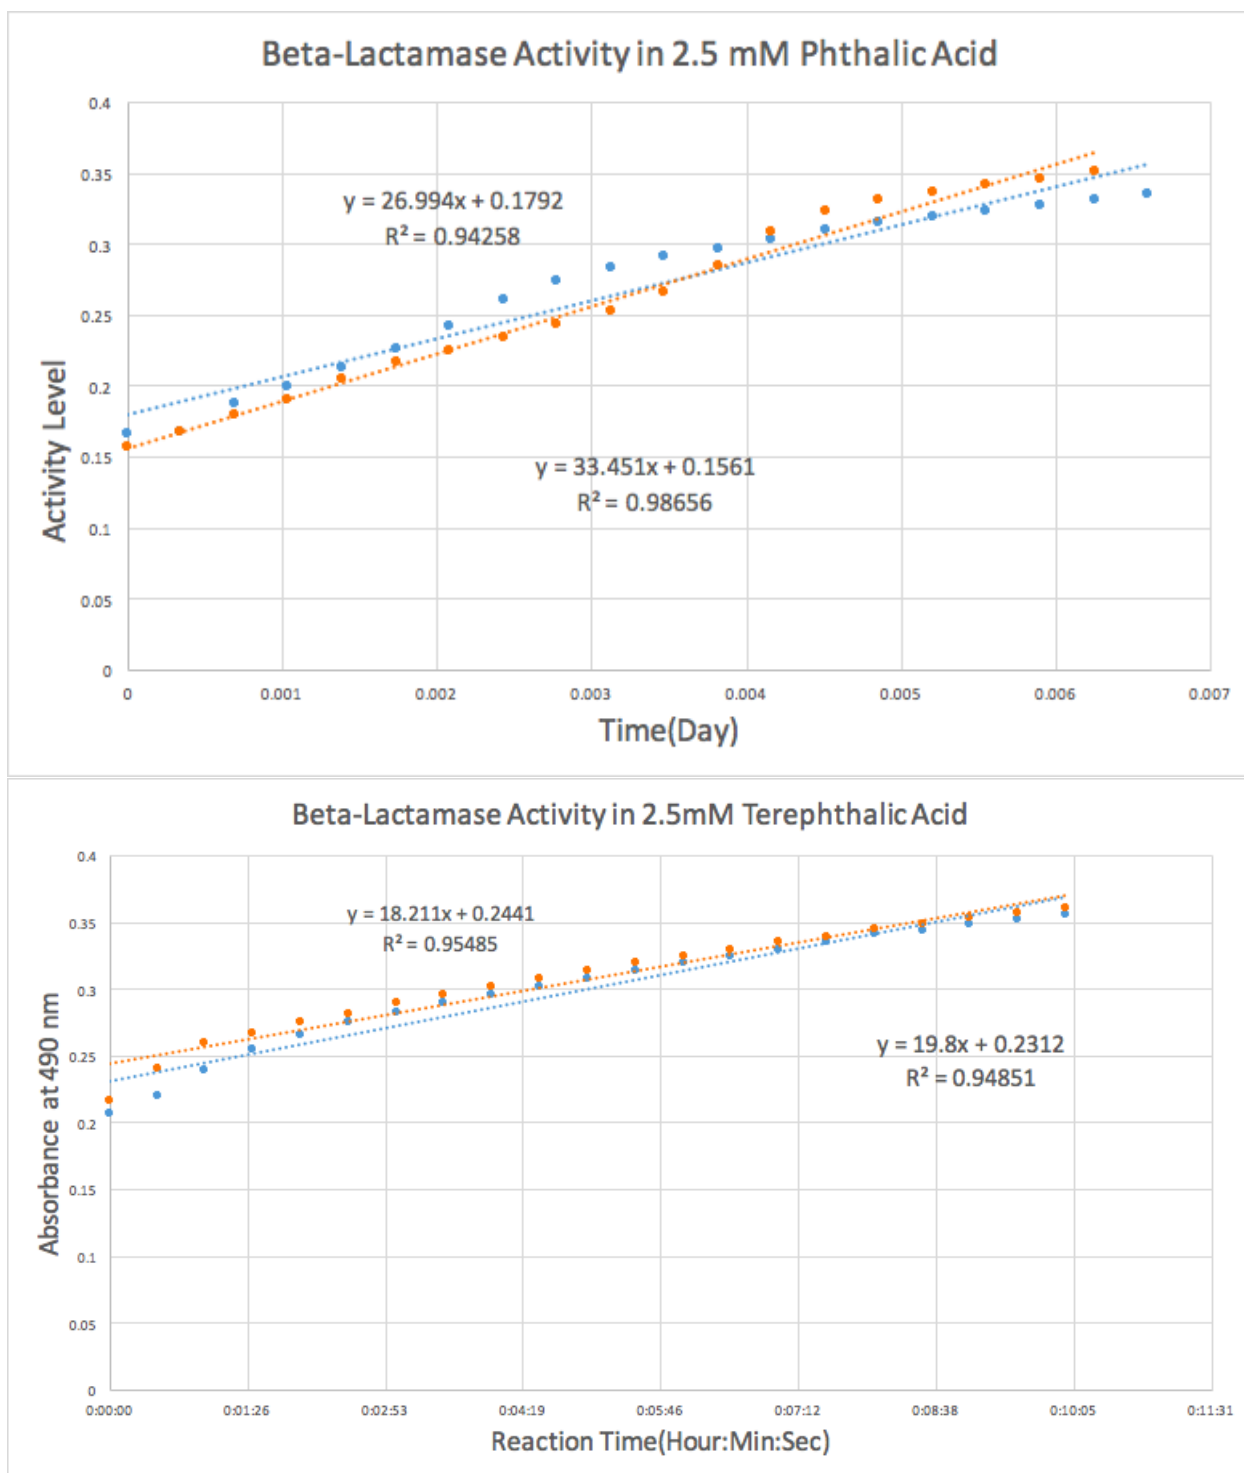 Beta-Lactamase Activity in 2.5 mM Phthalic Acid
0.4
0.35
0.3
0.25
0.2
0.15
0.1
0.05
0
Activity Level
y = 26.994x + 0.1792
R² = 0.94258
y = 33.451x + 0.1561
R² = 0.98656
0 0.001 0.002 0.003 0.004 0.005 0.006 0.007
Time(Day)
Beta-Lactamase Activity in 2.5mM Terephthalic Acid
0.4
0.35
0.3
0.25
0.2
0.15
0.1
0.05
0
Absorbance at 490 nm
y = 18.211x + 0.2441
R² = 0.95485
y = 19.8x + 0.2312
R² = 0.94851
0:00:00 0:01:26 0:02:53 0:04:19 0:05:46 0:07:12 0:08:38 0:10:05 0:11:31
Reaction Time(Hour:Min:Sec)